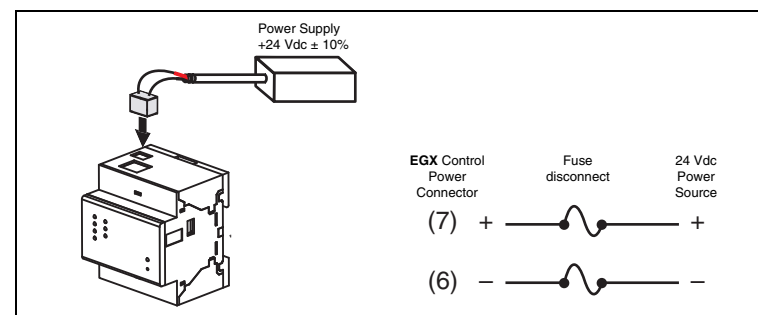 Power Supply
+24 Vdc ± 10%
EGX Control
Power
Connector
Fuse
disconnect
24 Vdc
Power
Source
(7) + +
(6) – –